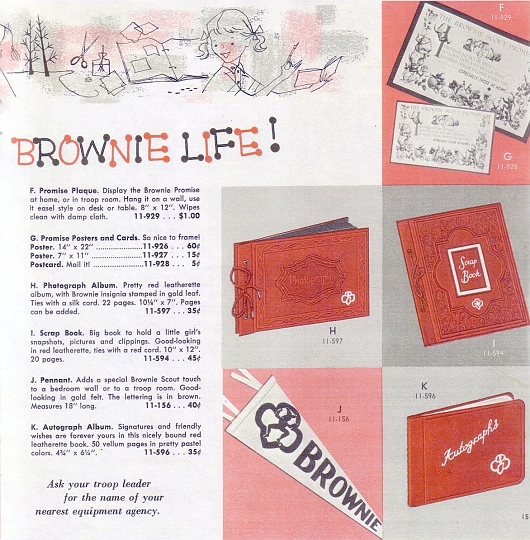 BROWNIE LIFE!
F. Promise Plaque. Display the Brownie Promise
at home, or in troop room. Hang it on a wall, use
it easel style on desk or table. 8" x 12". Wipes
clean with damp cloth. 11-929 . . . $1.00
G. Promise Posters and Cards. So nice to frame!
Poster. 14" x 22" ...................11-926 . . . 60¢
Poster. 7" x 11" .....................11-927 . . . 15¢
Postcard. Mail it! ...................11-928 . . . 5¢
H. Photograph Album. Pretty red leatherette
album, with Brownie insignia stamped in gold leaf.
Ties with a silk cord. 22 pages. 10⅛" x 7". Pages
can be added. 11-597 . . . 35¢
I. Scrap Book. Big book to hold a little girl's
snapshots, pictures and clippings. Good-looking
in red leatherette, ties with a red cord. 10" x 12".
20 pages. 11-594 . . . 45¢
J. Pennant. Adds a special Brownie Scout touch
to a bedroom wall or to a troop room. Good-
looking in gold felt. The lettering is in brown.
Measures 18" long. 11-156 . . . 40¢
K. Autograph Album. Signatures and friendly
wishes are forever yours in this nicely bound red
leatherette book. 50 vellum pages in pretty pastel
colors. 4¾" x 6¼". 11-596 . . . 35¢
Ask your troop leader
for the name of your
nearest equipment agency.
F
11-929
THE BROWNIE SCOUT
G
11-928
Photographs
H
11-597
Scrap
Book
I
11-594
J
11-156
BROWNIE
K
11-596
Autographs
15